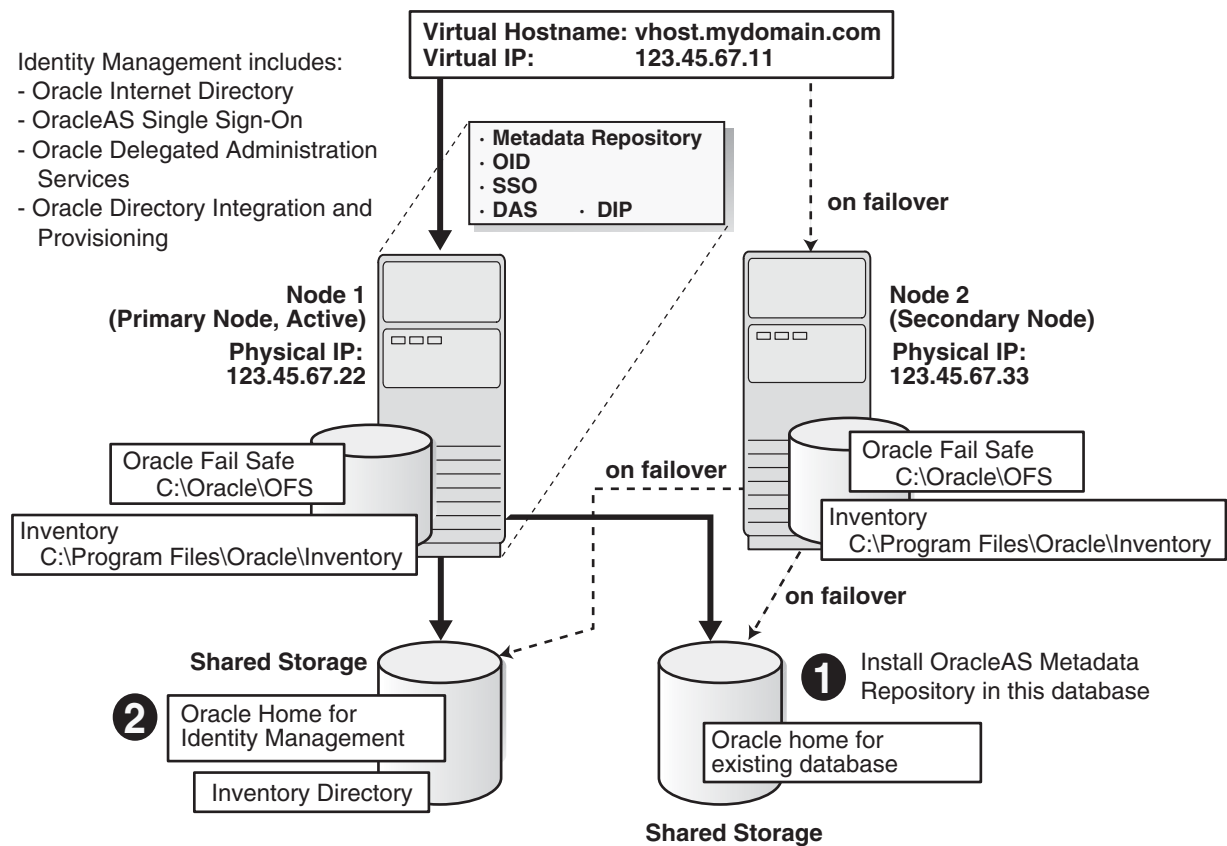 Virtual Hostname: vhost.mydomain.com
Virtual IP: 123.45.67.11
Identity Management includes:
- Oracle Internet Directory
- OracleAS Single Sign-On
- Oracle Delegated Administration
Services
- Oracle Directory Integration and
Provisioning
· Metadata Repository
· OID
· SSO
· DAS · DIP
on failover
Node 1
(Primary Node, Active)
Physical IP:
123.45.67.22
Node 2
(Secondary Node)
Physical IP:
123.45.67.33
Oracle Fail Safe
C:\Oracle\OFS
Inventory
C:\Program Files\Oracle\Inventory
on failover
Oracle Fail Safe
C:\Oracle\OFS
Inventory
C:\Program Files\Oracle\Inventory
on failover
Shared Storage
2
Oracle Home for
Identity Management
Inventory Directory
1
Install OracleAS Metadata
Repository in this database
Oracle home for
existing database
Shared Storage